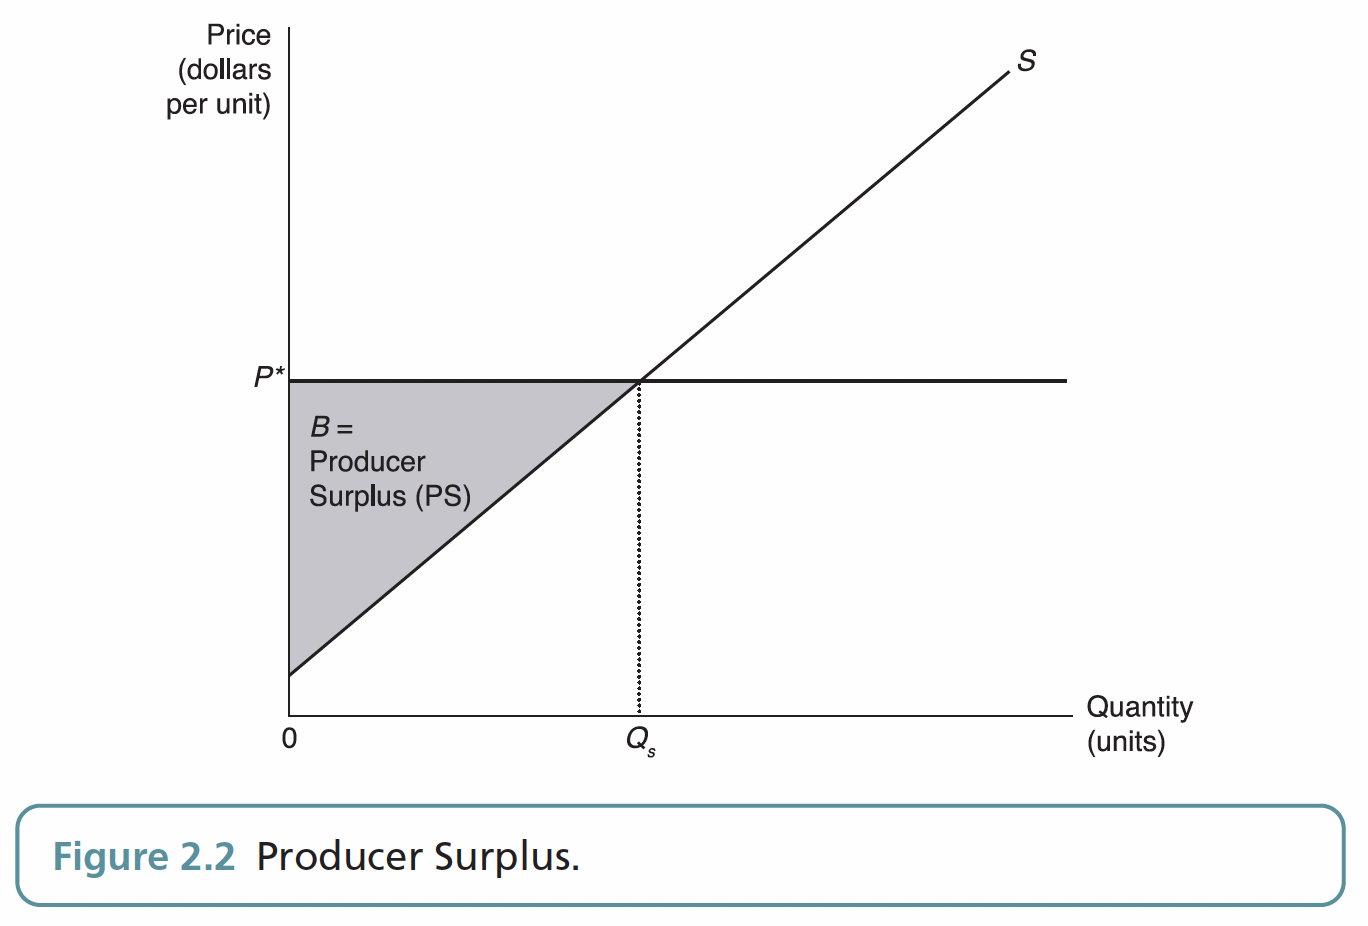 Price
(dollars
per unit)
S
P*
B =
Producer
Surplus (PS)
0
Qs
Quantity
(units)
Figure 2.2 Producer Surplus.